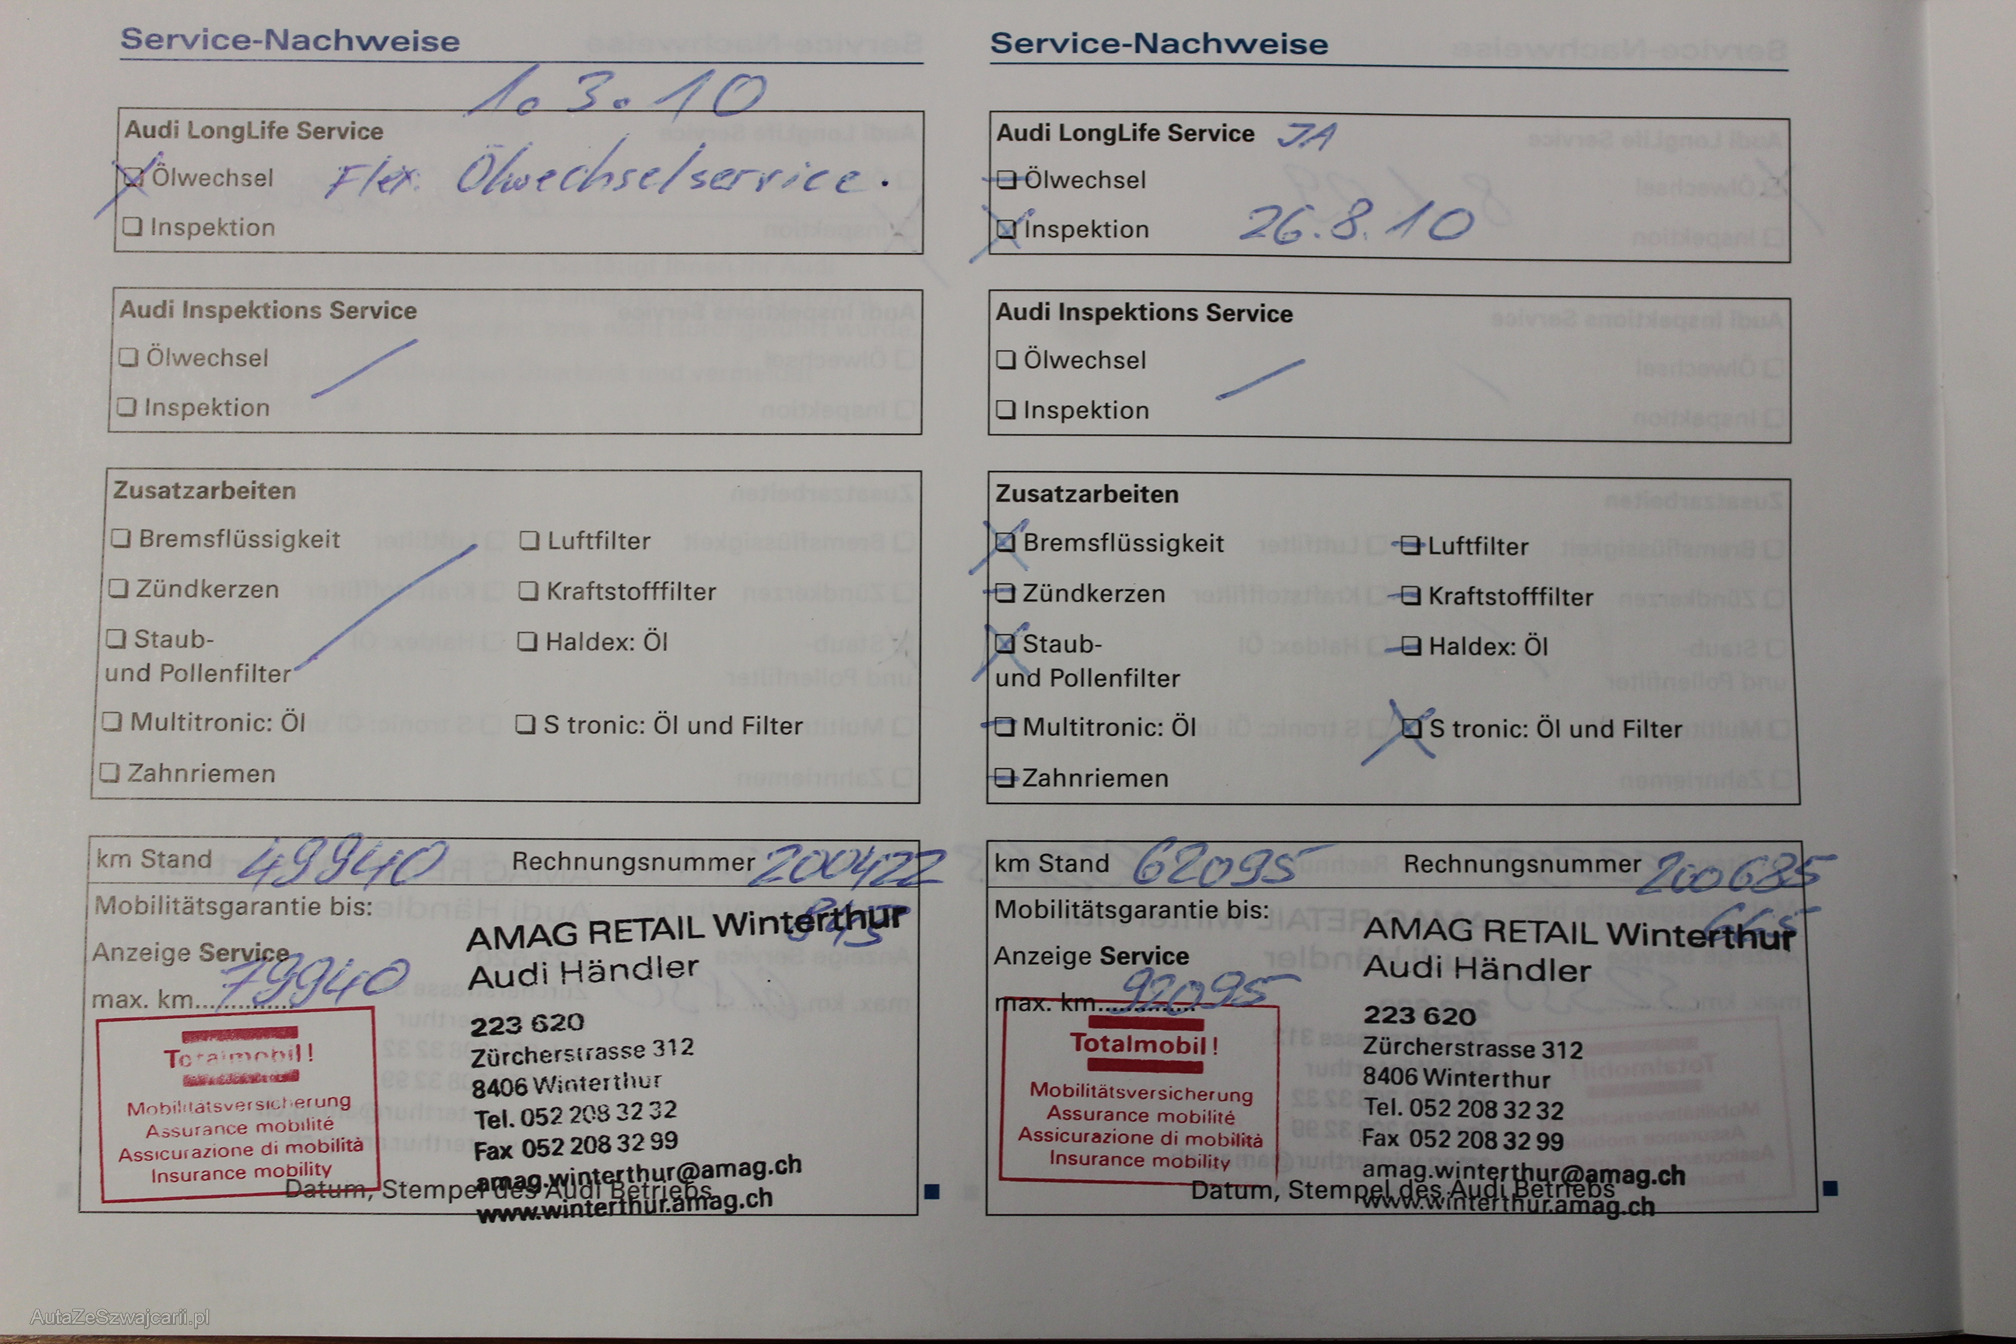 Service-Nachweise
1. 3. 10
Audi LongLife Service
Ölwechsel Flex. Ölwechselservice.
Inspektion
Audi Inspektions Service
Ölwechsel
Inspektion
Zusatzarbeiten
Bremsflüssigkeit Luftfilter
Zündkerzen Kraftstofffilter
Staub- Haldex: Öl
und Pollenfilter
Multitronic: Öl S tronic: Öl und Filter
Zahnriemen
km Stand 49940 Rechnungsnummer 200422
845
Mobilitätsgarantie bis:
Anzeige Service
max. km.............. 79940
AMAG RETAIL Winterthur
Audi Händler
223 620
Zürcherstrasse 312
8406 Winterthur
Tel. 052 208 32 32
Fax 052 208 32 99
amag.winterthur@amag.ch
www.winterthur.amag.ch
Totalmobil!
Mobilitätsversicherung
Assurance mobilité
Assicurazione di mobilità
Insurance mobility
Datum, Stempel des Audi Betriebs
Service-Nachweise
Audi LongLife Service JA
Ölwechsel
Inspektion 26.8.10
Audi Inspektions Service
Ölwechsel
Inspektion
Zusatzarbeiten
Bremsflüssigkeit Luftfilter
Zündkerzen Kraftstofffilter
Staub- Haldex: Öl
und Pollenfilter
Multitronic: Öl S tronic: Öl und Filter
Zahnriemen
km Stand 62095 Rechnungsnummer 200685
665
Mobilitätsgarantie bis:
Anzeige Service
max. km.............. 92095
AMAG RETAIL Winterthur
Audi Händler
223 620
Zürcherstrasse 312
8406 Winterthur
Tel. 052 208 32 32
Fax 052 208 32 99
amag.winterthur@amag.ch
www.winterthur.amag.ch
Totalmobil!
Mobilitätsversicherung
Assurance mobilité
Assicurazione di mobilità
Insurance mobility
Datum, Stempel des Audi Betriebs
AutaZeSzwajcarii.pl